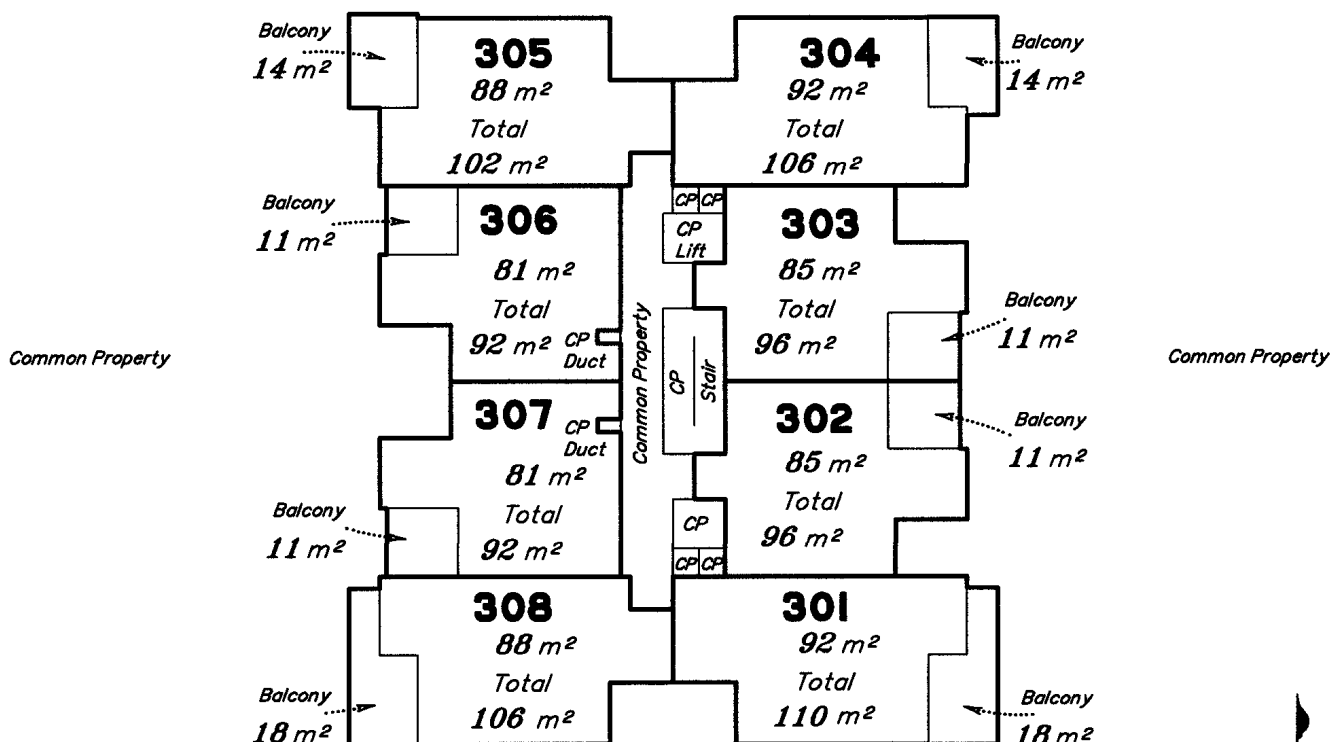 Balcony
14 m²
305
88 m²
Total
102 m²
304
92 m²
Total
106 m²
Balcony
14 m²
Balcony
11 m²
306
81 m²
Total
92 m²
CP
Duct
CP CP
CP
Lift
303
85 m²
Total
96 m²
Balcony
11 m²
Common Property
Common Property
CP
Stair
Common Property
307
81 m²
Total
92 m²
CP
Duct
Balcony
11 m²
302
85 m²
Total
96 m²
Balcony
11 m²
CP
CP CP
308
88 m²
Total
106 m²
Balcony
18 m²
301
92 m²
Total
110 m²
Balcony
18 m²